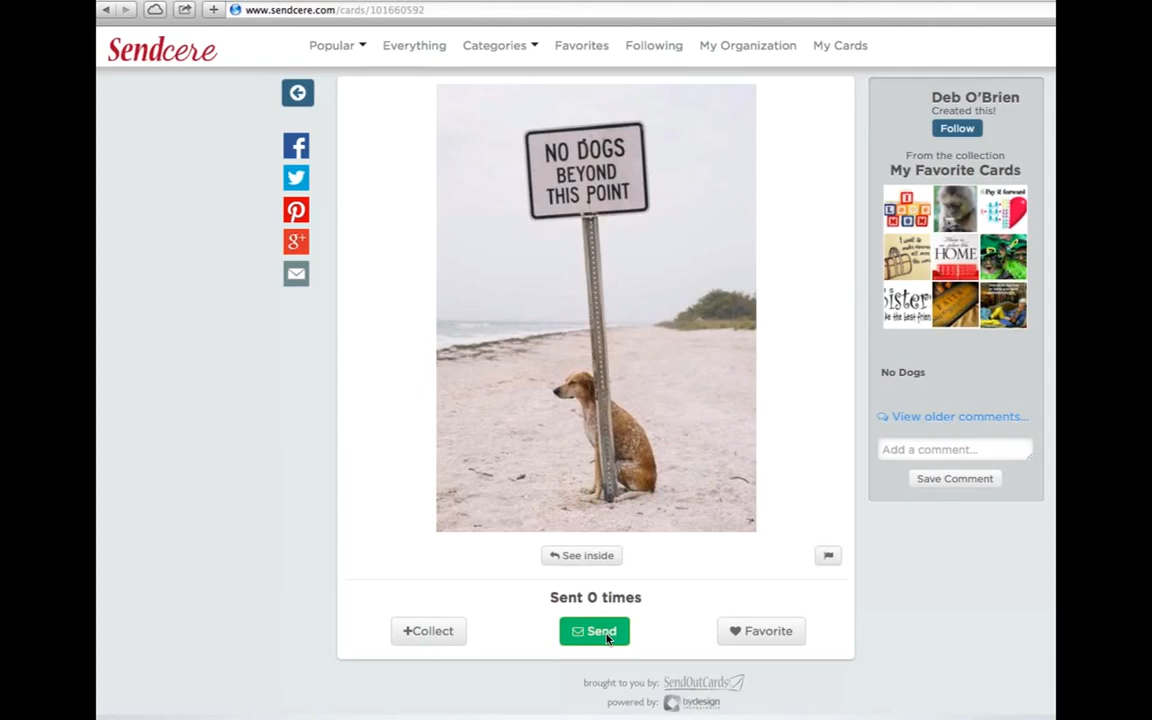 www.sendcere.com/cards/101660592
Sendcere
Popular Everything Categories Favorites Following My Organization My Cards
NO DOGS
BEYOND
THIS POINT
See inside
Sent 0 times
+Collect
Send
Favorite
brought to you by: SendOutCards
powered by: bydesign
Deb O'Brien
Created this!
Follow
From the collection
My Favorite Cards
Pay it forward
HOME
No Dogs
View older comments...
Add a comment...
Save Comment